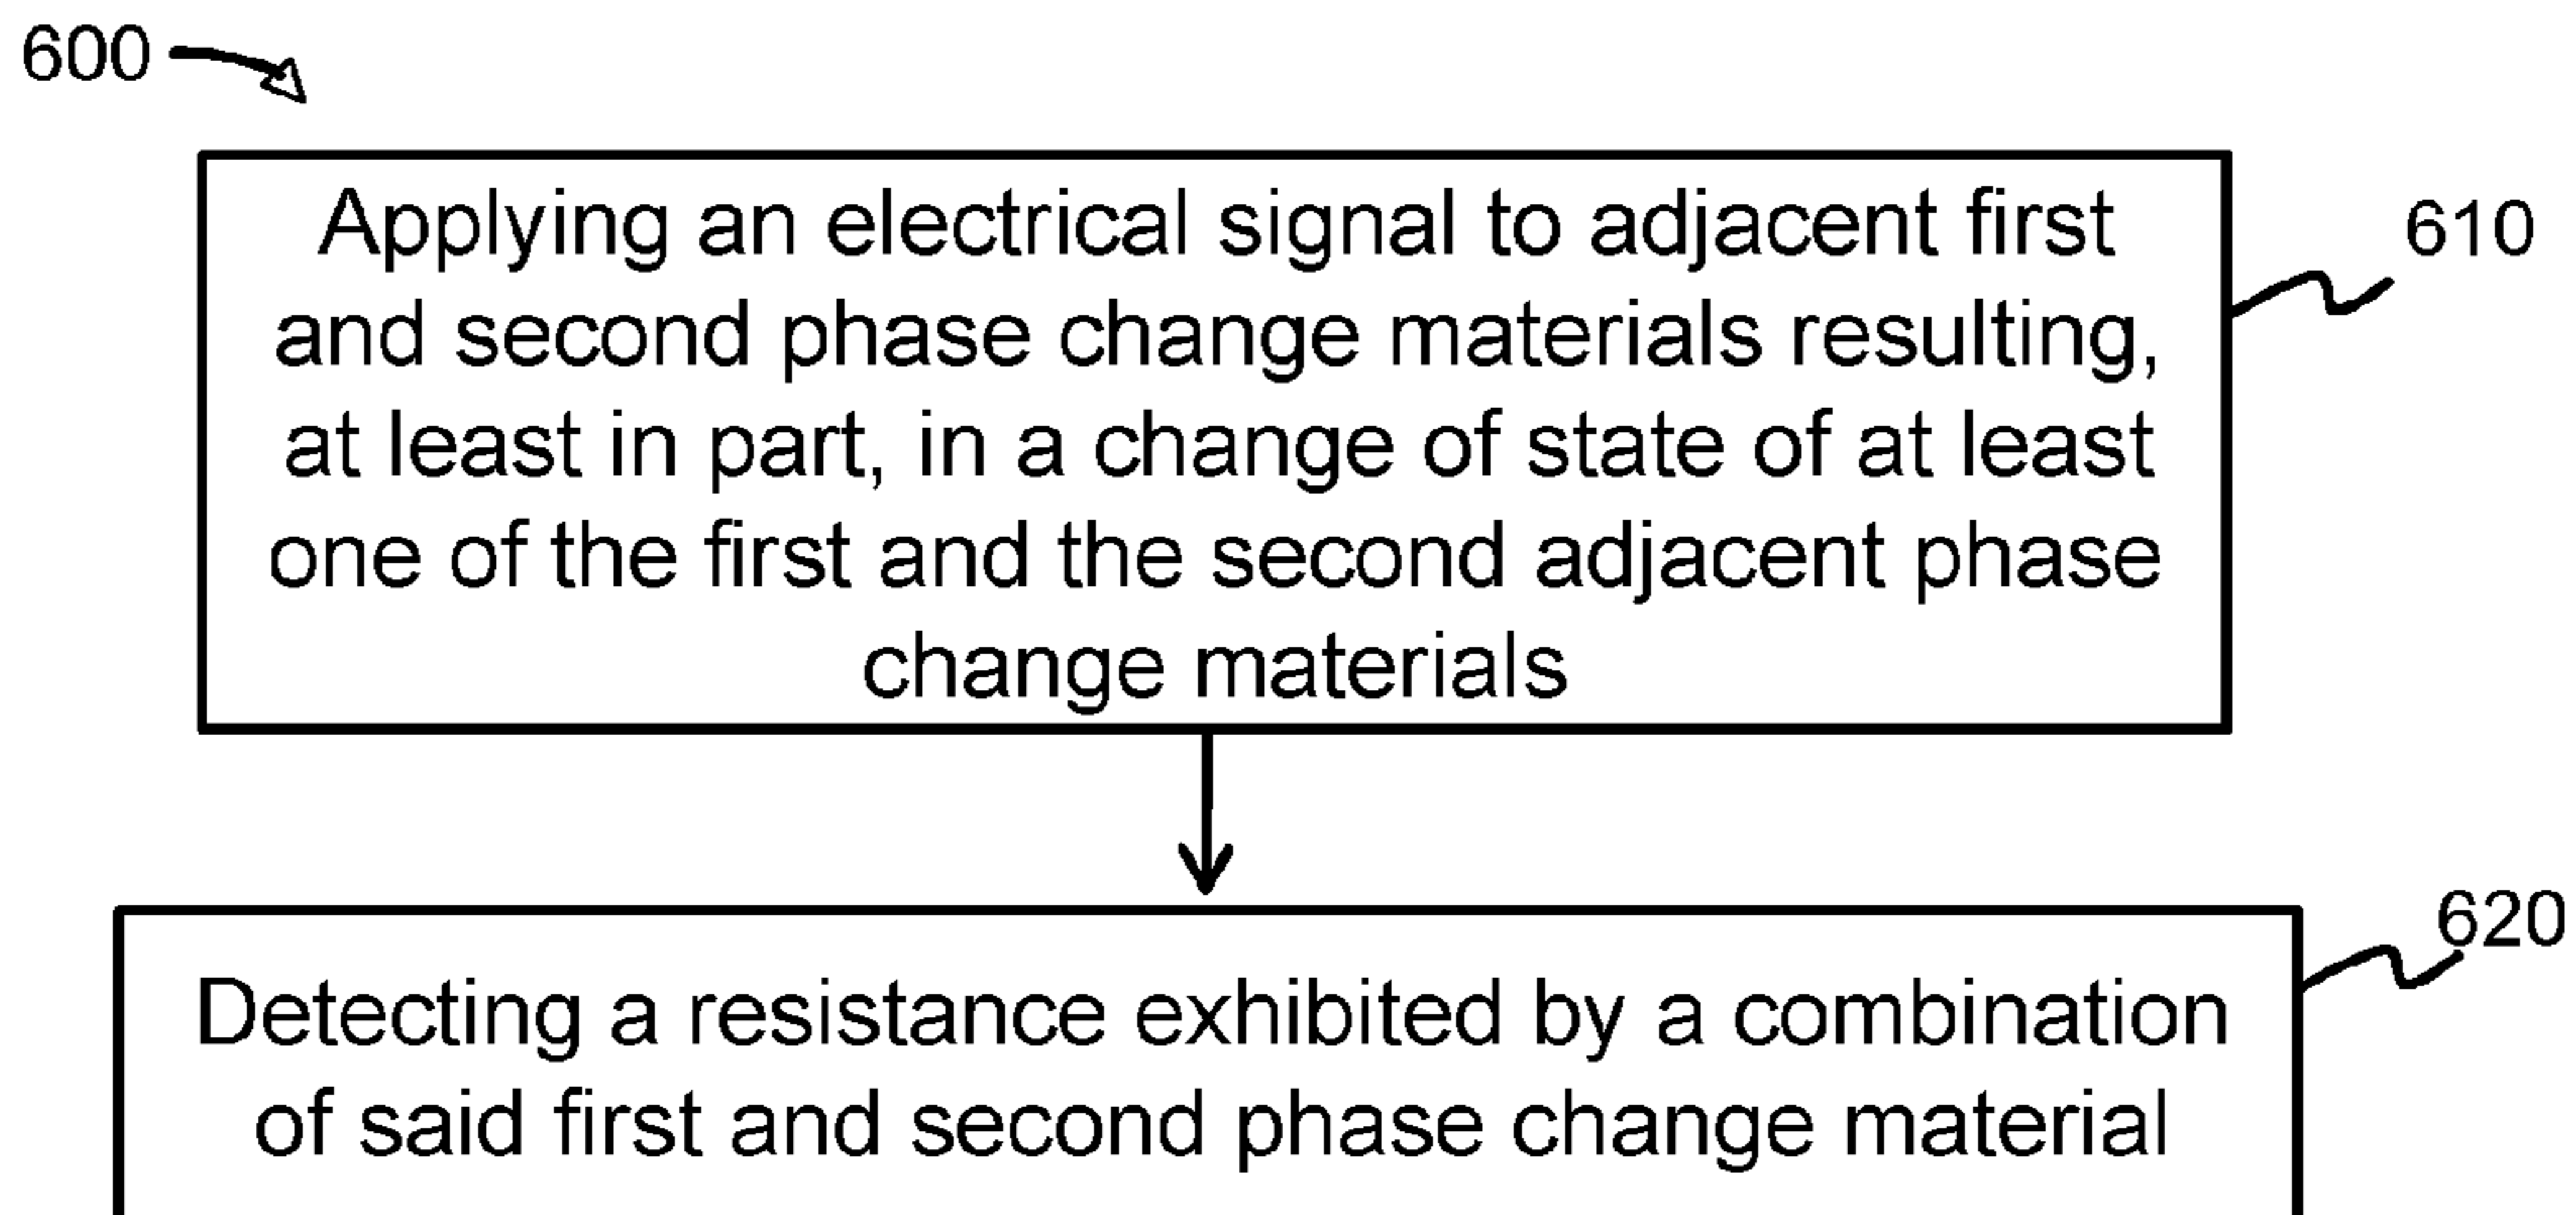 600
Applying an electrical signal to adjacent first
610
and second phase change materials resulting,
at least in part, in a change of state of at least
one of the first and the second adjacent phase
change materials
620
Detecting a resistance exhibited by a combination
of said first and second phase change material